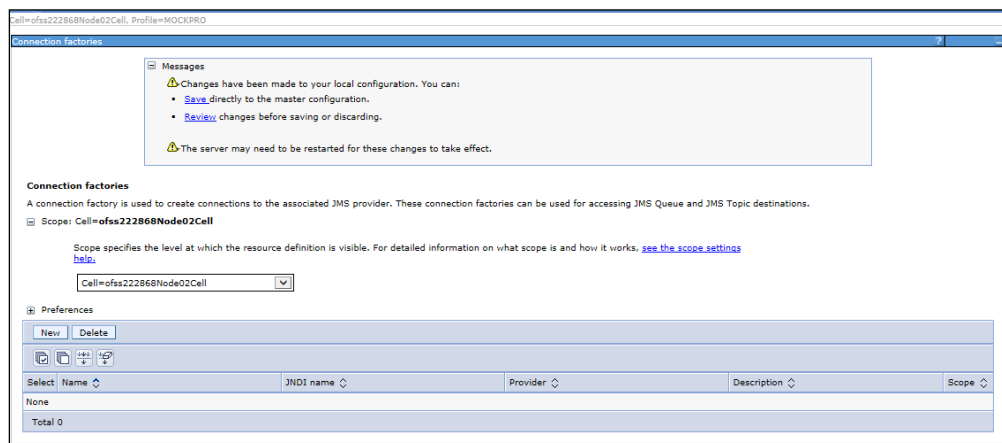 Cell=ofss222868Node02Cell, Profile=MOCKPRO
Connection factories ? _
Messages
Changes have been made to your local configuration. You can:
Save directly to the master configuration.
Review changes before saving or discarding.
The server may need to be restarted for these changes to take effect.
Connection factories
A connection factory is used to create connections to the associated JMS provider. These connection factories can be used for accessing JMS Queue and JMS Topic destinations.
Scope: Cell=ofss222868Node02Cell
Scope specifies the level at which the resource definition is visible. For detailed information on what scope is and how it works, see the scope settings
help.
Cell=ofss222868Node02Cell
Preferences
New Delete
Select Name JNDI name Provider Description Scope
None
Total 0